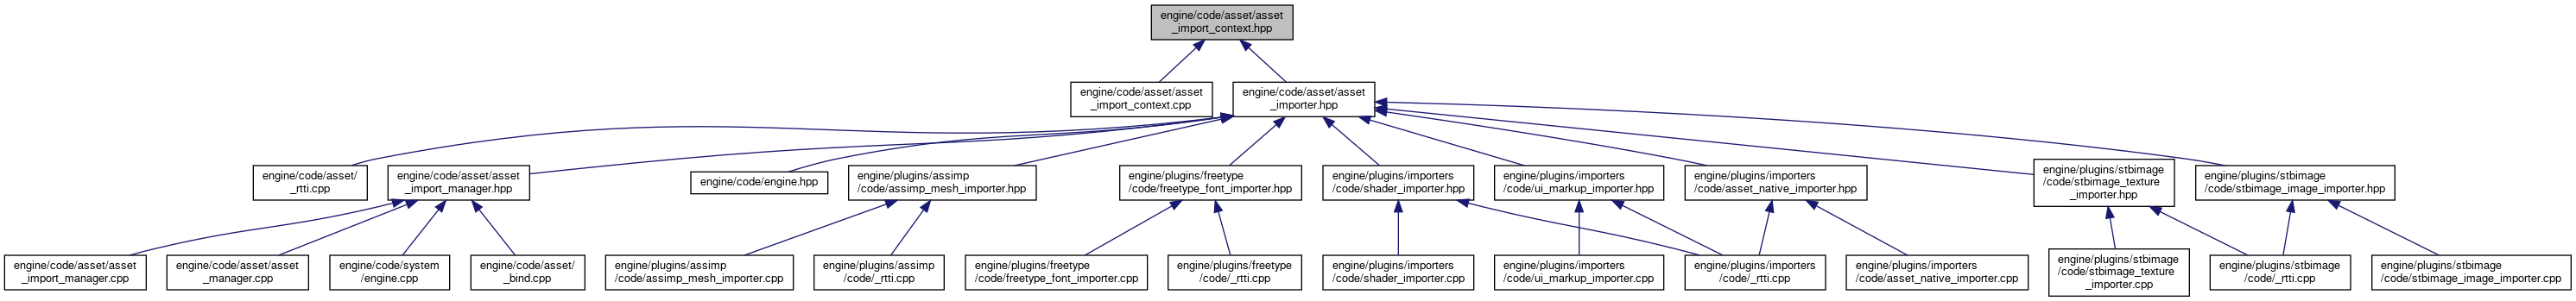 engine/code/asset/asset
_import_context.hpp
engine/code/asset/asset
_import_context.cpp
engine/code/asset/asset
_importer.hpp
engine/code/asset/
_rtti.cpp
engine/code/asset/asset
_import_manager.hpp
engine/code/engine.hpp
engine/plugins/assimp
/code/assimp_mesh_importer.hpp
engine/plugins/freetype
/code/freetype_font_importer.hpp
engine/plugins/importers
/code/shader_importer.hpp
engine/plugins/importers
/code/ui_markup_importer.hpp
engine/plugins/importers
/code/asset_native_importer.hpp
engine/plugins/stbimage
/code/stbimage_texture
_importer.hpp
engine/plugins/stbimage
/code/stbimage_image_importer.hpp
engine/code/asset/asset
_import_manager.cpp
engine/code/asset/asset
_manager.cpp
engine/code/system
/engine.cpp
engine/code/asset/
_bind.cpp
engine/plugins/assimp
/code/assimp_mesh_importer.cpp
engine/plugins/assimp
/code/_rtti.cpp
engine/plugins/freetype
/code/freetype_font_importer.cpp
engine/plugins/freetype
/code/_rtti.cpp
engine/plugins/importers
/code/shader_importer.cpp
engine/plugins/importers
/code/ui_markup_importer.cpp
engine/plugins/importers
/code/_rtti.cpp
engine/plugins/importers
/code/asset_native_importer.cpp
engine/plugins/stbimage
/code/stbimage_texture
_importer.cpp
engine/plugins/stbimage
/code/_rtti.cpp
engine/plugins/stbimage
/code/stbimage_image_importer.cpp